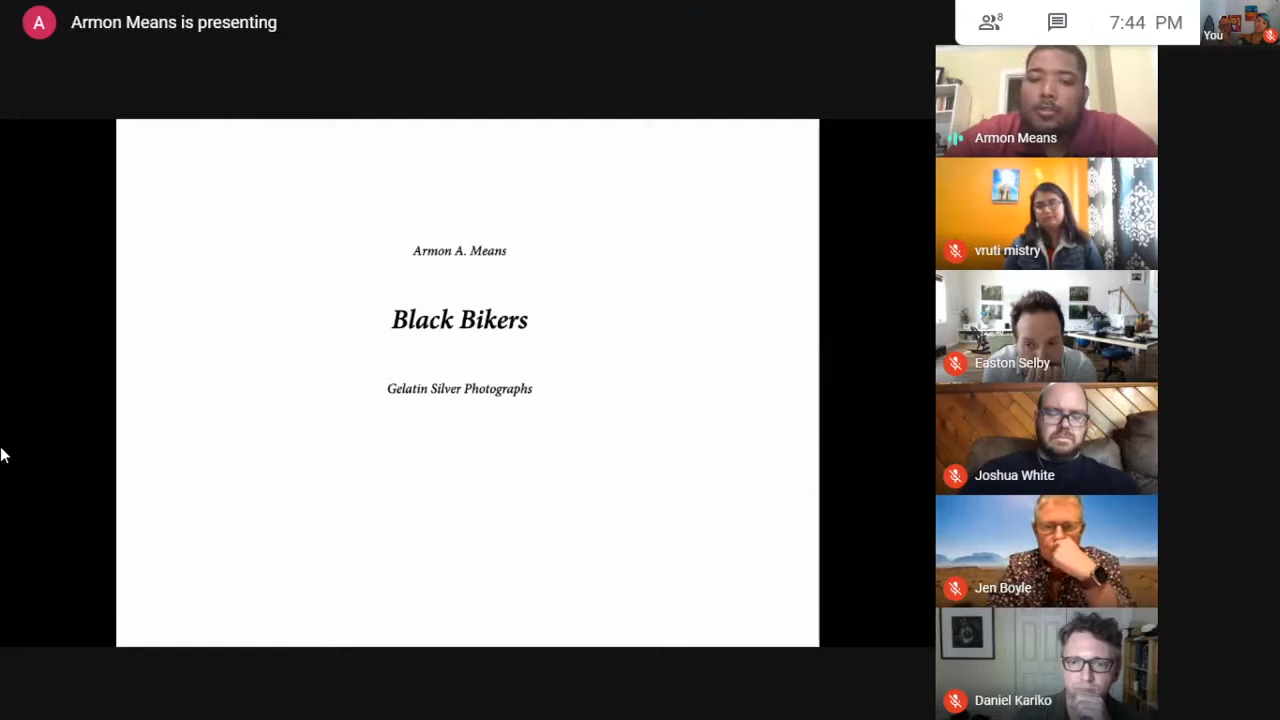 A
Armon Means is presenting
8
7:44 PM
You
Armon A. Means
Black Bikers
Gelatin Silver Photographs
Armon Means
vruti mistry
Easton Selby
Joshua White
Jen Boyle
Daniel Kariko